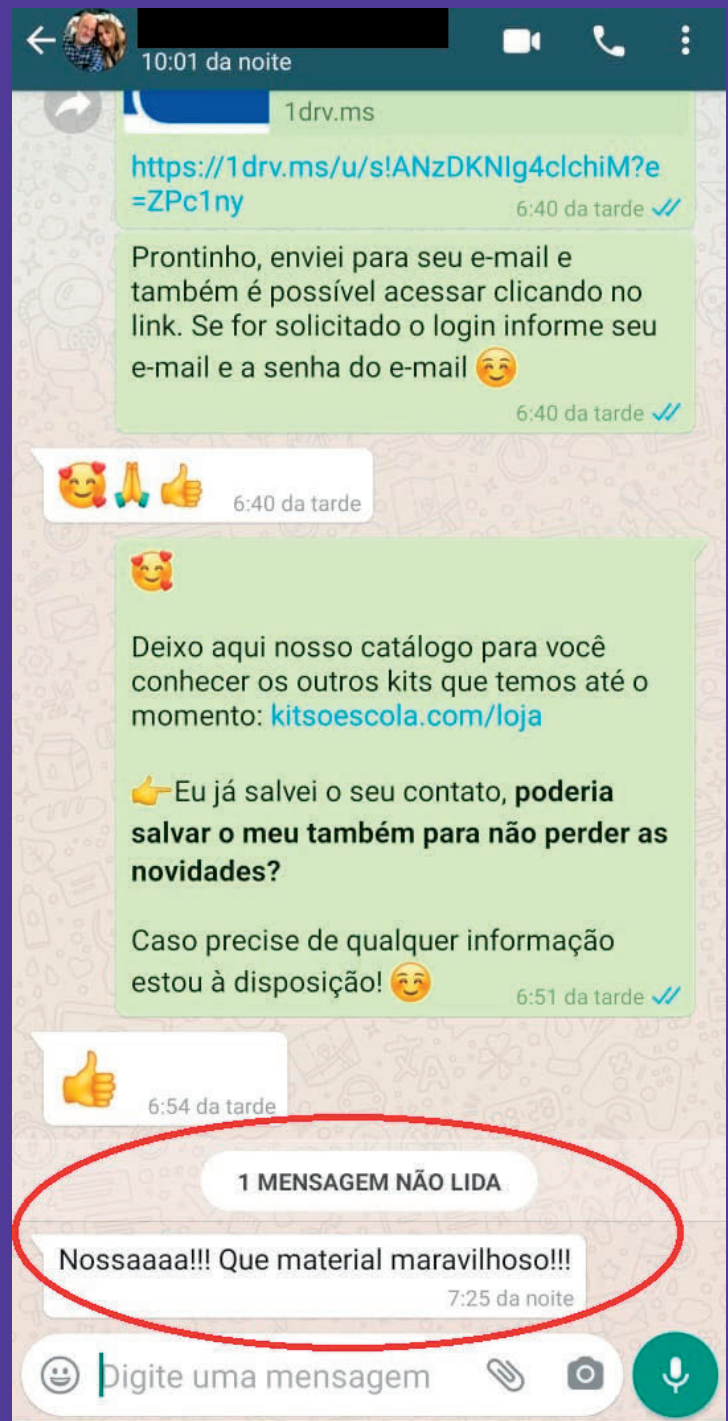 10:01 da noite
1drv.ms
https://1drv.ms/u/s!ANzDKNIg4clchiM?e
=ZPc1ny
6:40 da tarde
Prontinho, enviei para seu e-mail e
também é possível acessar clicando no
link. Se for solicitado o login informe seu
e-mail e a senha do e-mail ☺️
6:40 da tarde
🥰🙏👍 6:40 da tarde
🥰
Deixo aqui nosso catálogo para você
conhecer os outros kits que temos até o
momento: kitsoescola.com/loja
👉Eu já salvei o seu contato, poderia
salvar o meu também para não perder as
novidades?
Caso precise de qualquer informação
estou à disposição! ☺️
6:51 da tarde
👍 6:54 da tarde
1 MENSAGEM NÃO LIDA
Nossaaaa!!! Que material maravilhoso!!!
7:25 da noite
Digite uma mensagem